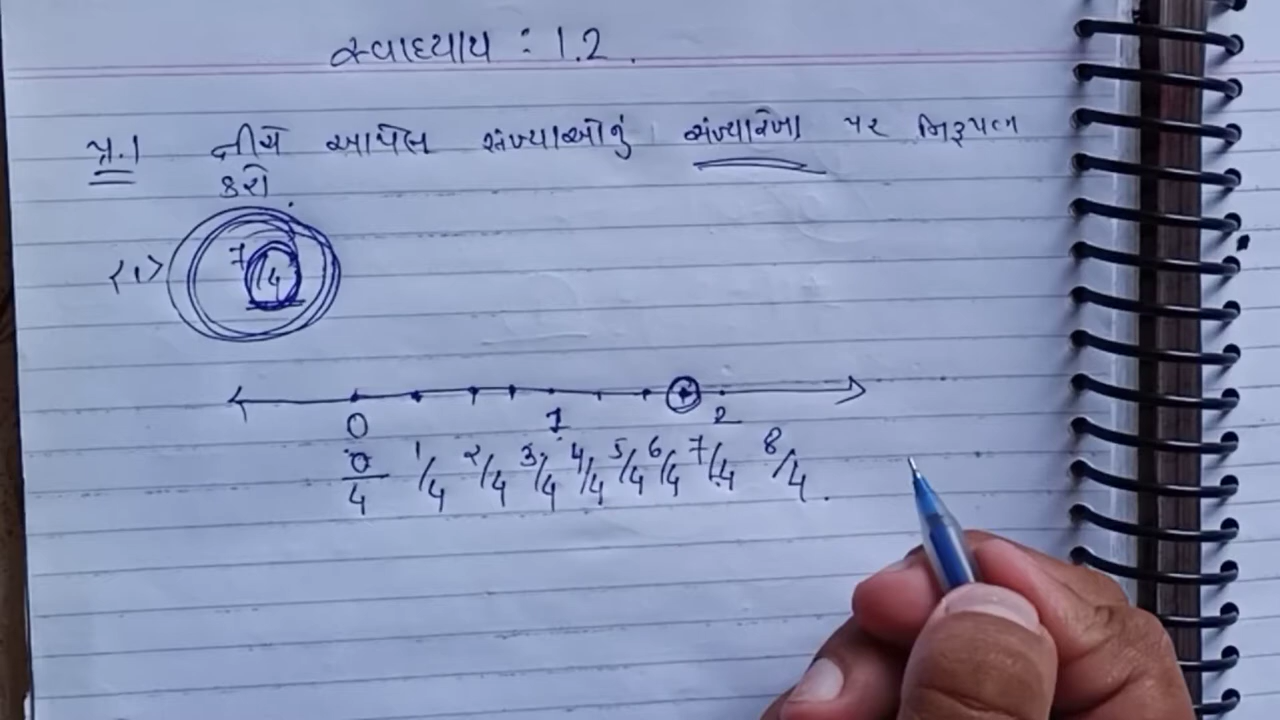 સ્વાધ્યાય : 1.2.
પ્ર.1 નીચે આપેલ સંખ્યાઓનું સંખ્યારેખા પર નિરૂપણ
કરો.
(1) 7/4
0 1 2
0/4 1/4 2/4 3/4 4/4 5/4 6/4 7/4 8/4.